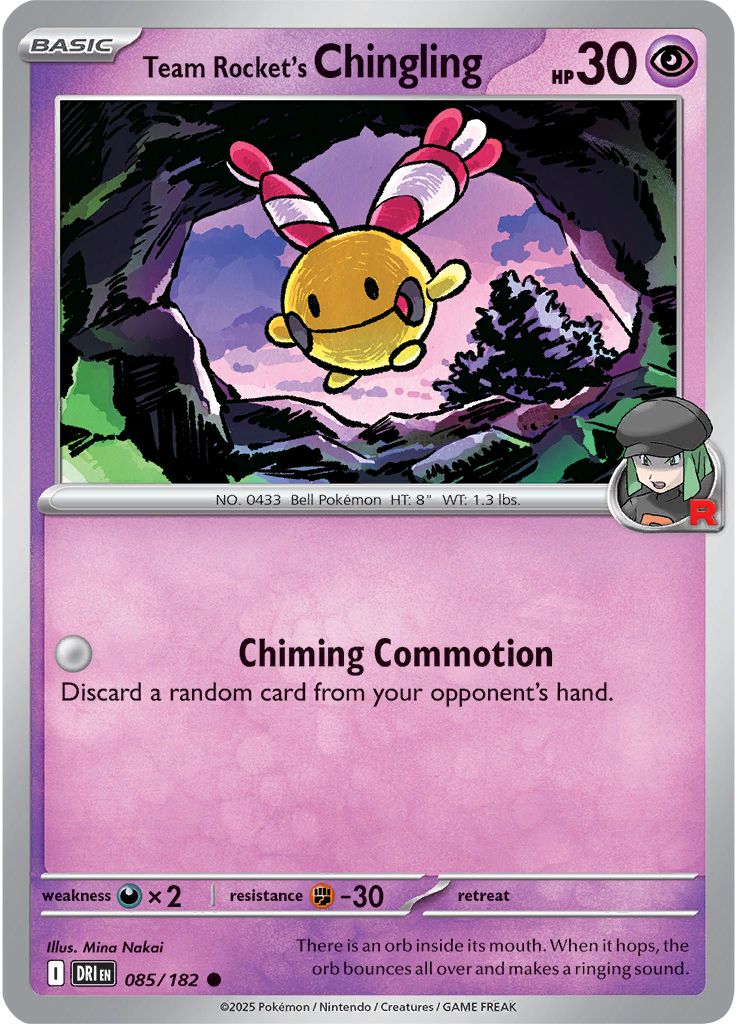 BASIC
Team Rocket's Chingling
HP 30
NO. 0433 Bell Pokémon HT: 8" WT: 1.3 lbs.
R
Chiming Commotion
Discard a random card from your opponent's hand.
weakness ×2 resistance -30 retreat
Illus. Mina Nakai
There is an orb inside its mouth. When it hops, the
orb bounces all over and makes a ringing sound.
I DRI EN 085/182
©2025 Pokémon / Nintendo / Creatures / GAME FREAK